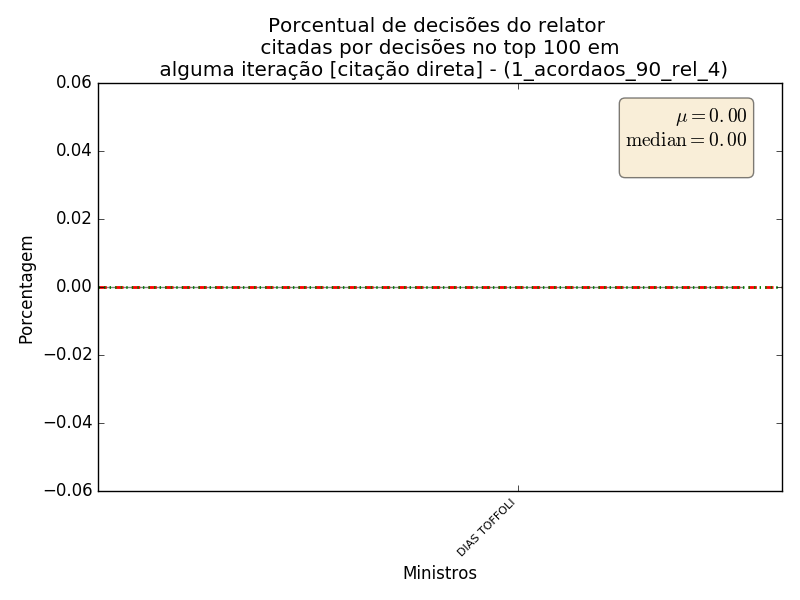 Porcentual de decisões do relator
citadas por decisões no top 100 em
alguma iteração [citação direta] - (1_acordaos_90_rel_4)
μ = 0.00
median = 0.00
0.06
0.04
0.02
0.00
−0.02
−0.04
−0.06
Porcentagem
DIAS TOFFOLI
Ministros